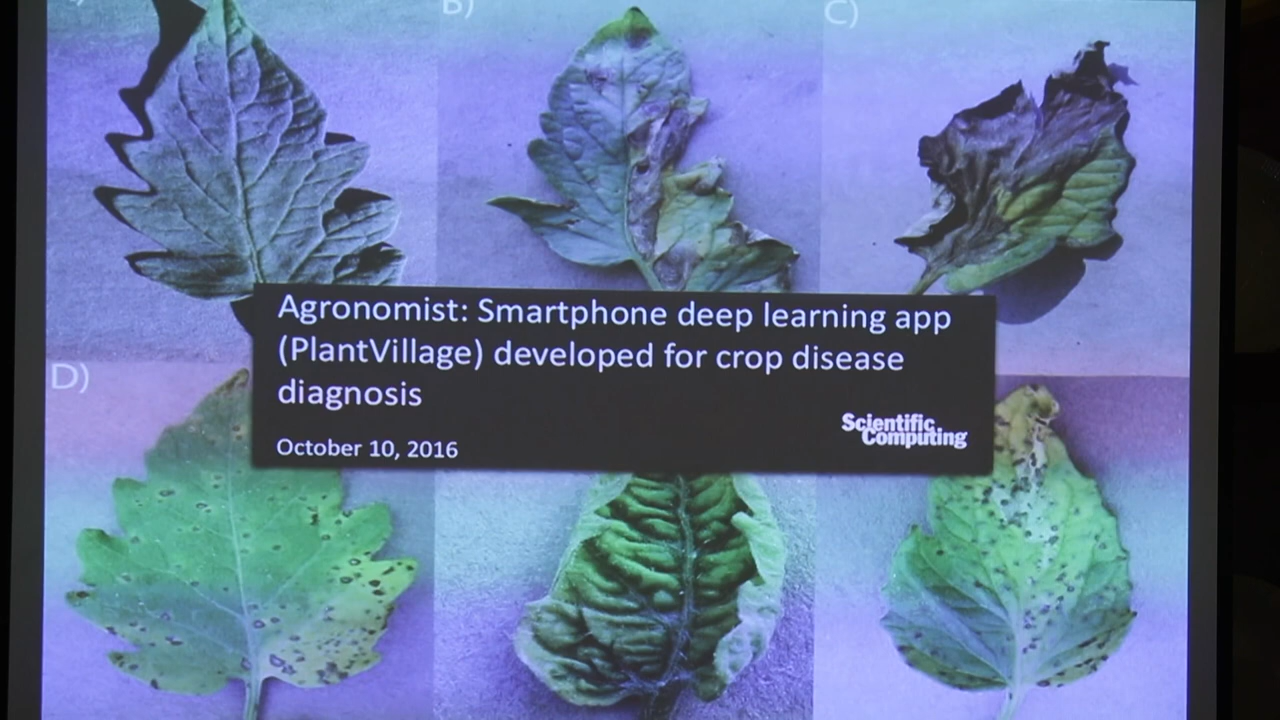 B)
C)
Agronomist: Smartphone deep learning app
(PlantVillage) developed for crop disease
diagnosis
Scientific
Computing
October 10, 2016
D)